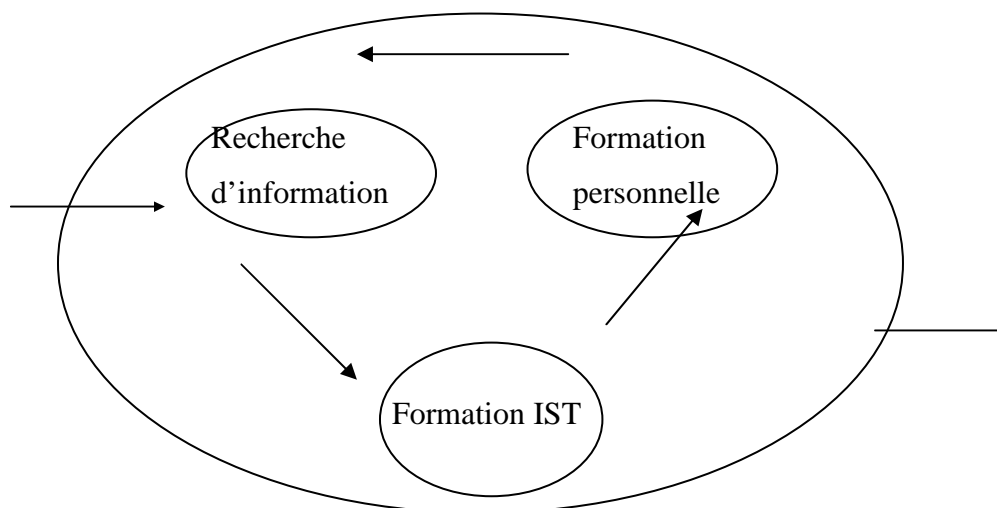 Recherche
d’information
Formation
personnelle
Formation IST